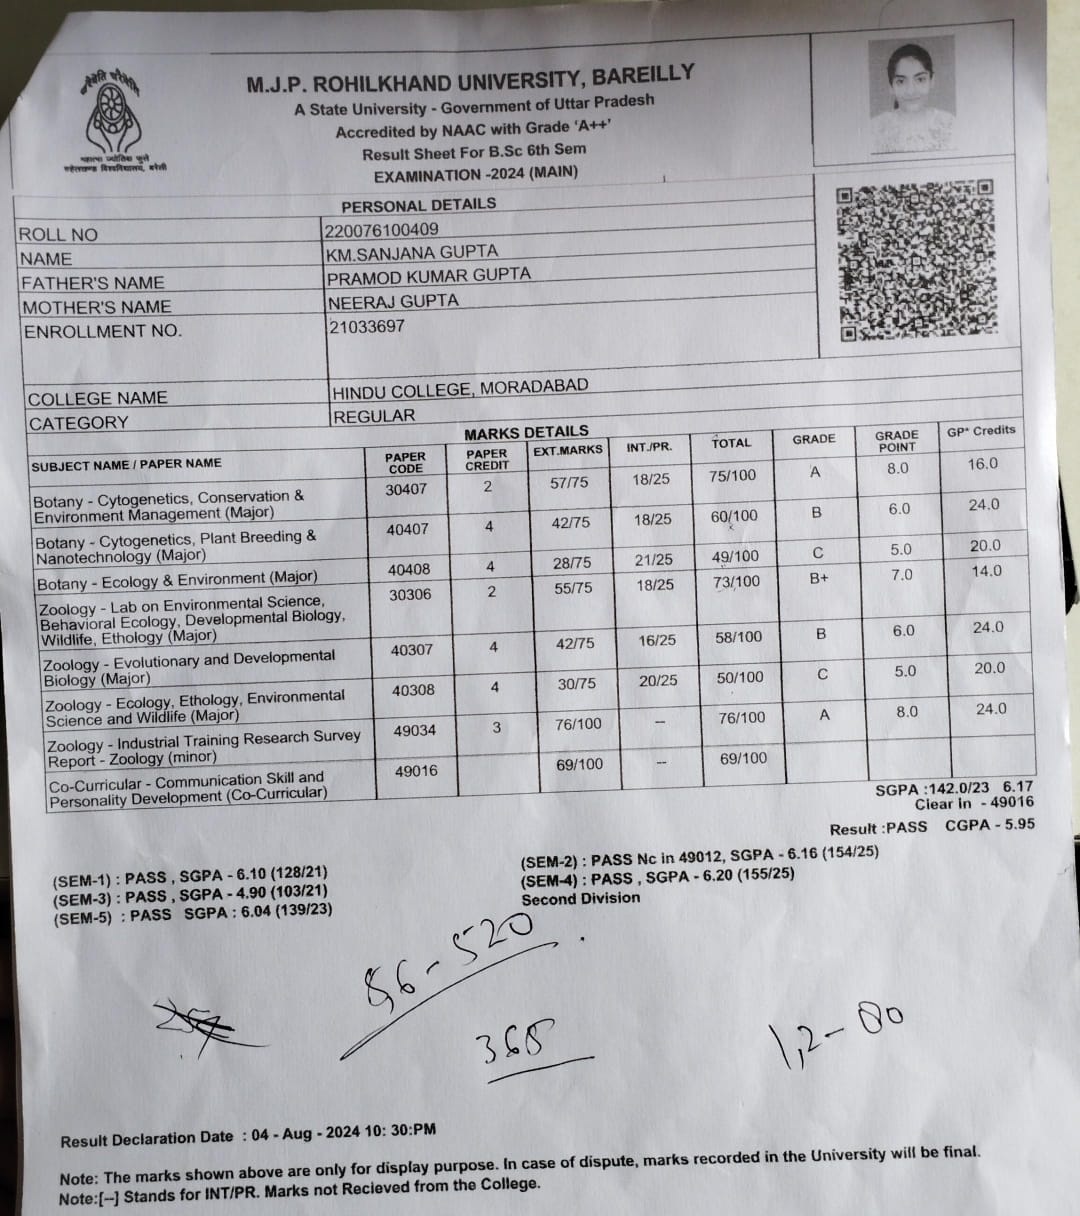 चरैवेति चरैवेति
महात्मा ज्योतिबा फुले
रुहेलखण्ड विश्वविद्यालय, बरेली
M.J.P. ROHILKHAND UNIVERSITY, BAREILLY
A State University - Government of Uttar Pradesh
Accredited by NAAC with Grade 'A++'
Result Sheet For B.Sc 6th Sem
EXAMINATION -2024 (MAIN)
PERSONAL DETAILS
ROLL NO 220076100409
NAME KM.SANJANA GUPTA
FATHER'S NAME PRAMOD KUMAR GUPTA
MOTHER'S NAME NEERAJ GUPTA
ENROLLMENT NO. 21033697
COLLEGE NAME HINDU COLLEGE, MORADABAD
CATEGORY REGULAR
MARKS DETAILS
SUBJECT NAME / PAPER NAME PAPER CODE PAPER CREDIT EXT.MARKS INT./PR. TOTAL GRADE GRADE POINT GP* Credits
Botany - Cytogenetics, Conservation & 30407 2 57/75 18/25 75/100 A 8.0 16.0
Environment Management (Major)
Botany - Cytogenetics, Plant Breeding & 40407 4 42/75 18/25 60/100 B 6.0 24.0
Nanotechnology (Major)
Botany - Ecology & Environment (Major) 40408 4 28/75 21/25 49/100 C 5.0 20.0
Zoology - Lab on Environmental Science, 30306 2 55/75 18/25 73/100 B+ 7.0 14.0
Behavioral Ecology, Developmental Biology,
Wildlife, Ethology (Major)
Zoology - Evolutionary and Developmental 40307 4 42/75 16/25 58/100 B 6.0 24.0
Biology (Major)
Zoology - Ecology, Ethology, Environmental 40308 4 30/75 20/25 50/100 C 5.0 20.0
Science and Wildlife (Major)
Zoology - Industrial Training Research Survey 49034 3 76/100 -- 76/100 A 8.0 24.0
Report - Zoology (minor)
Co-Curricular - Communication Skill and 49016 69/100 -- 69/100
Personality Development (Co-Curricular)
SGPA :142.0/23 6.17
Clear in - 49016
Result :PASS CGPA - 5.95
(SEM-1) : PASS , SGPA - 6.10 (128/21) (SEM-2) : PASS Nc in 49012, SGPA - 6.16 (154/25)
(SEM-3) : PASS , SGPA - 4.90 (103/21) (SEM-4) : PASS , SGPA - 6.20 (155/25)
(SEM-5) : PASS SGPA : 6.04 (139/23) Second Division
Result Declaration Date : 04 - Aug - 2024 10: 30:PM
Note: The marks shown above are only for display purpose. In case of dispute, marks recorded in the University will be final.
Note:[--] Stands for INT/PR. Marks not Recieved from the College.